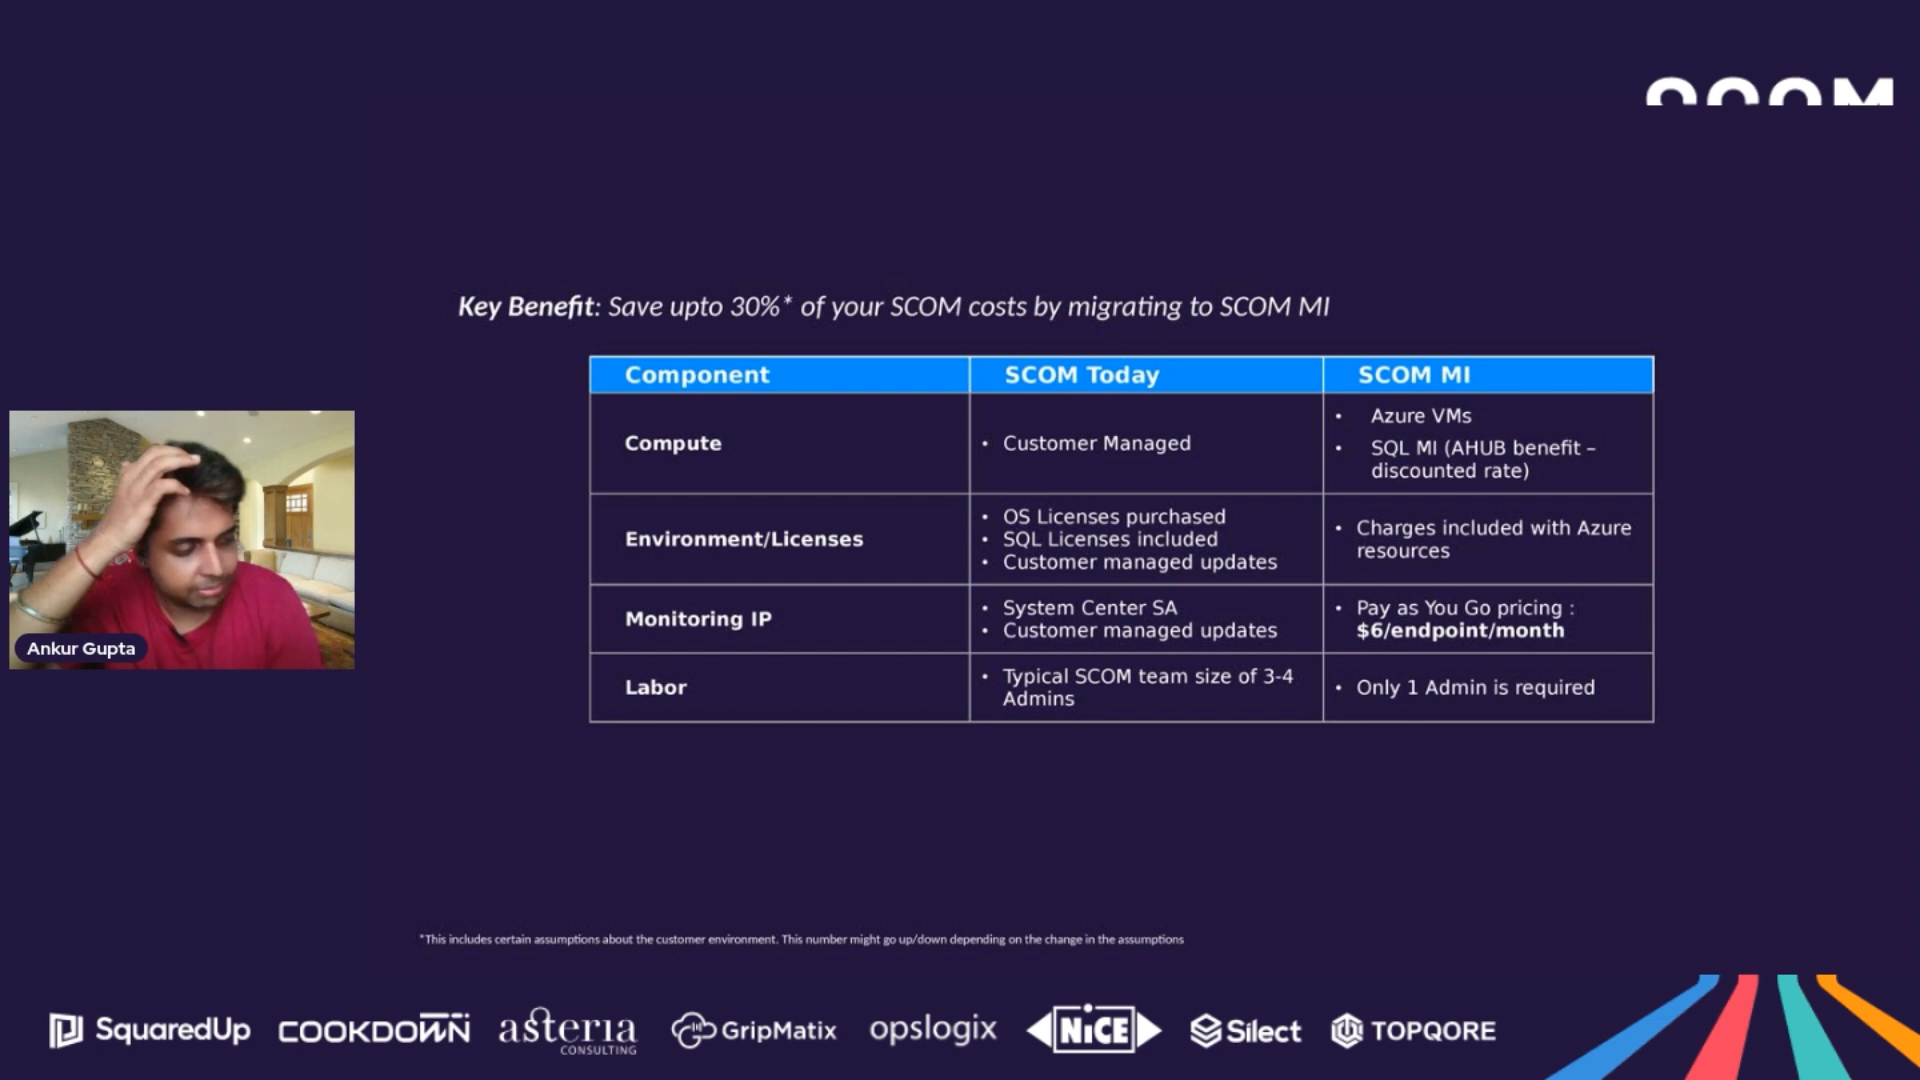 SCOM
Key Benefit: Save upto 30%* of your SCOM costs by migrating to SCOM MI
Component SCOM Today SCOM MI
Compute
• Customer Managed
• Azure VMs
• SQL MI (AHUB benefit –
discounted rate)
Environment/Licenses
• OS Licenses purchased
• SQL Licenses included
• Customer managed updates
• Charges included with Azure
resources
Monitoring IP
• System Center SA
• Customer managed updates
• Pay as You Go pricing :
$6/endpoint/month
Labor
• Typical SCOM team size of 3-4
Admins
• Only 1 Admin is required
Ankur Gupta
*This includes certain assumptions about the customer environment. This number might go up/down depending on the change in the assumptions
SquaredUp COOKDOWN asteria CONSULTING GripMatix opslogix NiCE Silect TOPQORE